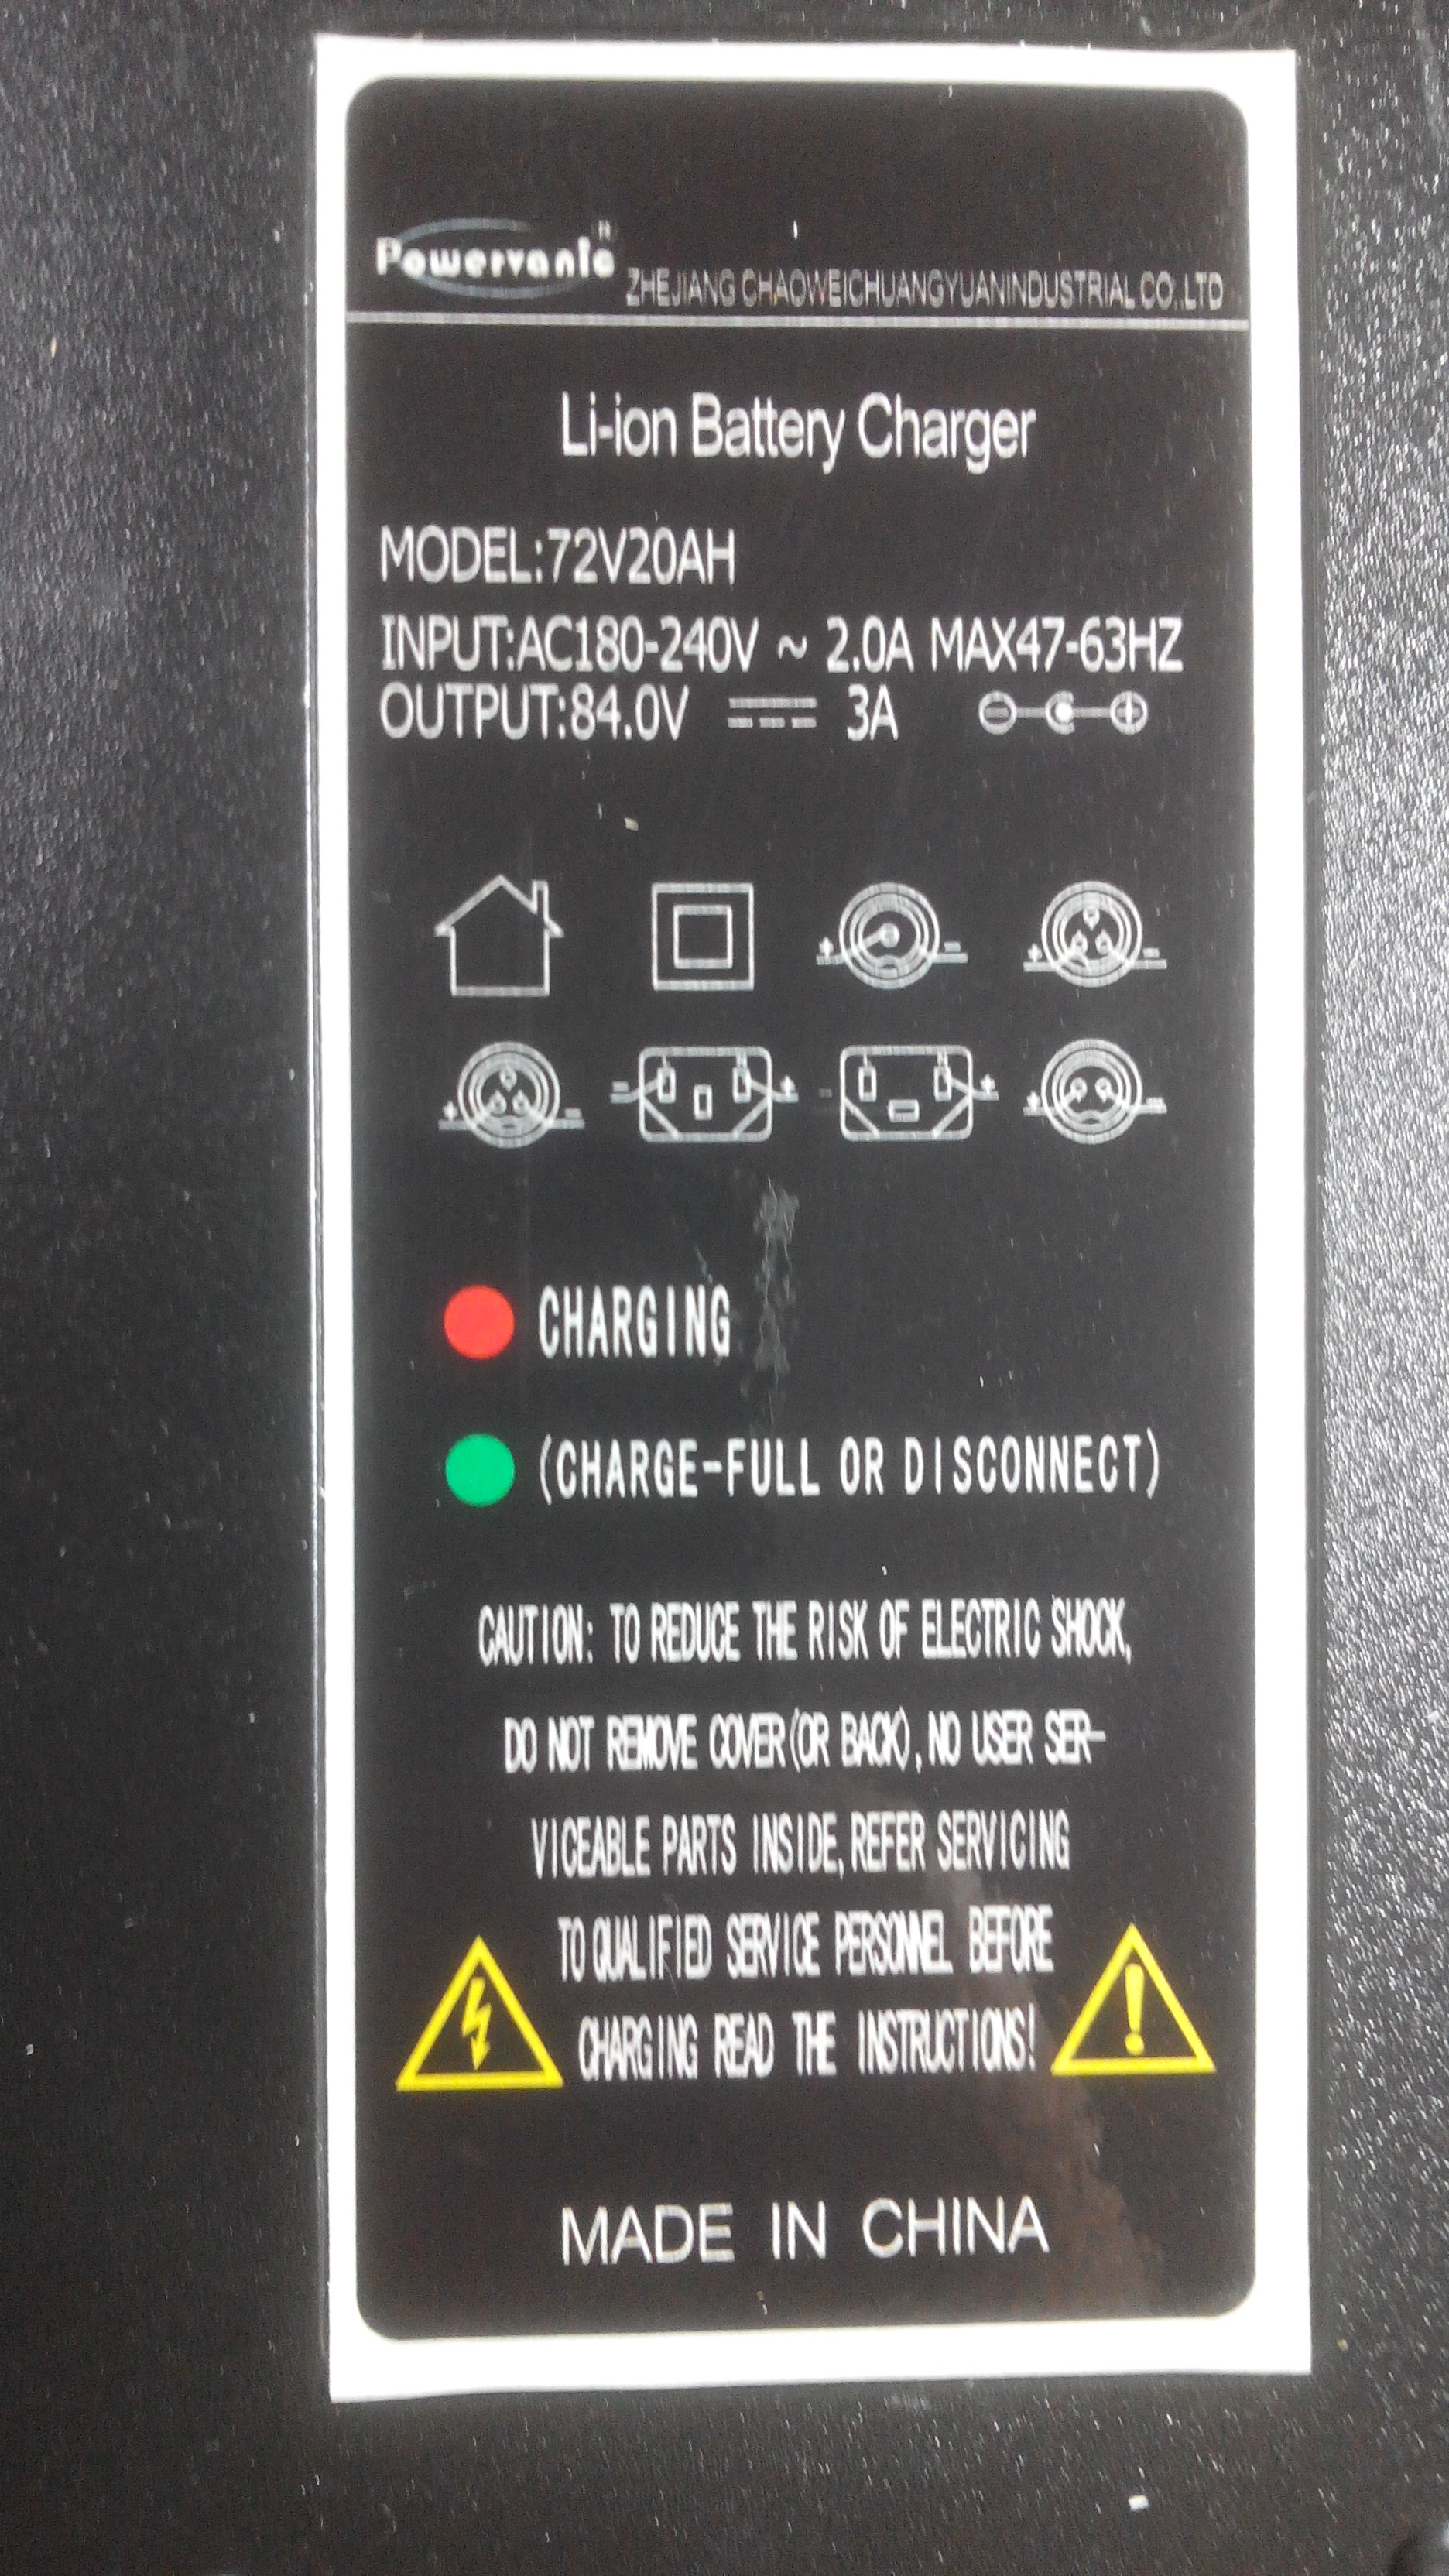 Powervanic R
ZHEJIANG CHAOWEICHUANGYUANINDUSTRIAL CO.,LTD
Li-ion Battery Charger
MODEL:72V20AH
INPUT:AC180-240V ~ 2.0A MAX47-63HZ
OUTPUT:84.0V ⎓ 3A
CHARGING
(CHARGE-FULL OR DISCONNECT)
CAUTION: TO REDUCE THE RISK OF ELECTRIC SHOCK,
DO NOT REMOVE COVER(OR BACK), NO USER SER-
VICEABLE PARTS INSIDE, REFER SERVICING
TO QUALIFIED SERVICE PERSONNEL BEFORE
CHARGING READ THE INSTRUCTIONS!
MADE IN CHINA